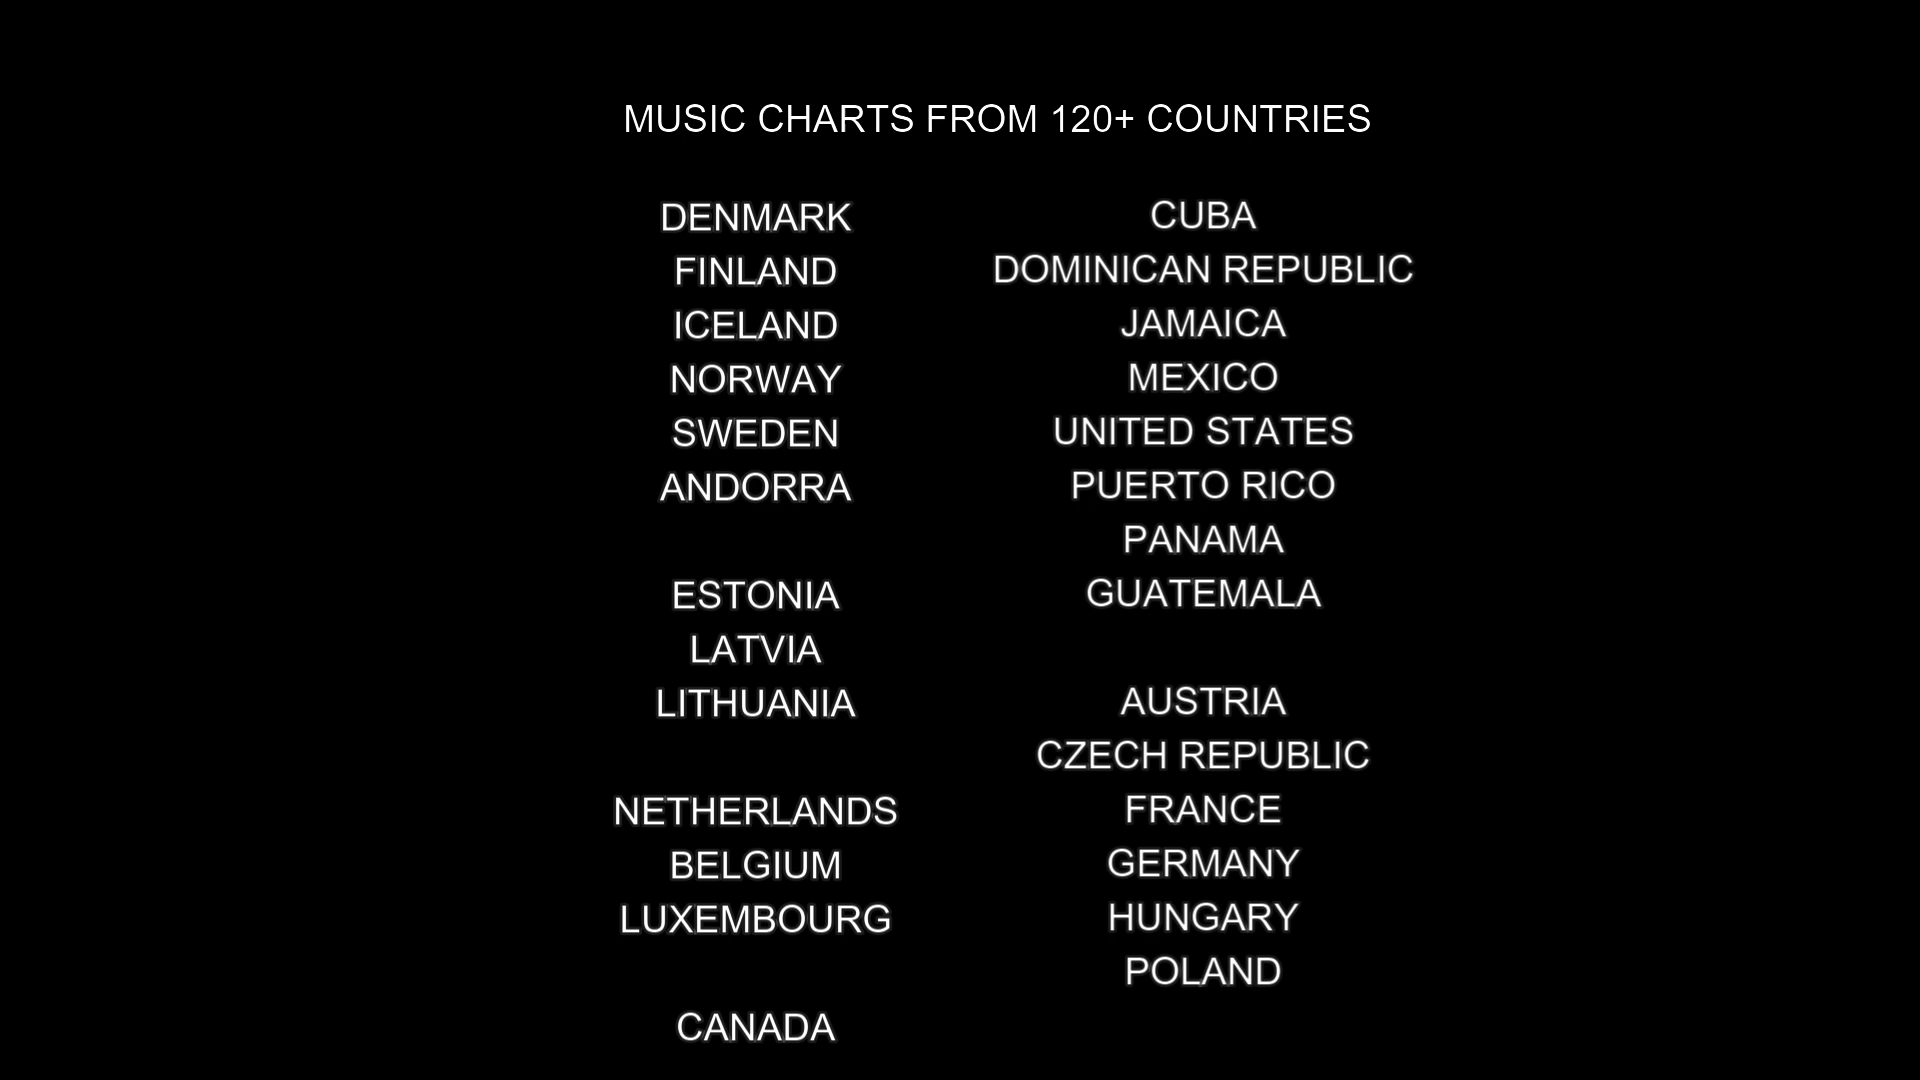 MUSIC CHARTS FROM 120+ COUNTRIES
DENMARK
FINLAND
ICELAND
NORWAY
SWEDEN
ANDORRA
ESTONIA
LATVIA
LITHUANIA
NETHERLANDS
BELGIUM
LUXEMBOURG
CANADA
CUBA
DOMINICAN REPUBLIC
JAMAICA
MEXICO
UNITED STATES
PUERTO RICO
PANAMA
GUATEMALA
AUSTRIA
CZECH REPUBLIC
FRANCE
GERMANY
HUNGARY
POLAND